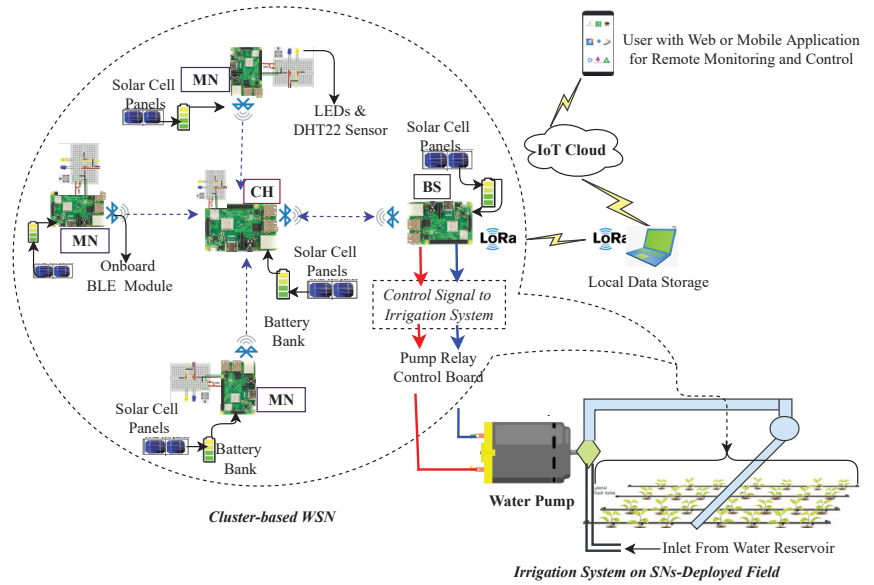 MN
Solar Cell
Panels
LEDs &
DHT22 Sensor
User with Web or Mobile Application
for Remote Monitoring and Control
IoT Cloud
Solar Cell
Panels
BS
CH
MN
Onboard
BLE Module
Solar Cell
Panels
Battery
Bank
LoRa
LoRa
Local Data Storage
Control Signal to
Irrigation System
Pump Relay
Control Board
MN
Solar Cell
Panels
Battery
Bank
Water Pump
Lateral
Flush Valve
Cluster-based WSN
Inlet From Water Reservoir
Irrigation System on SNs-Deployed Field